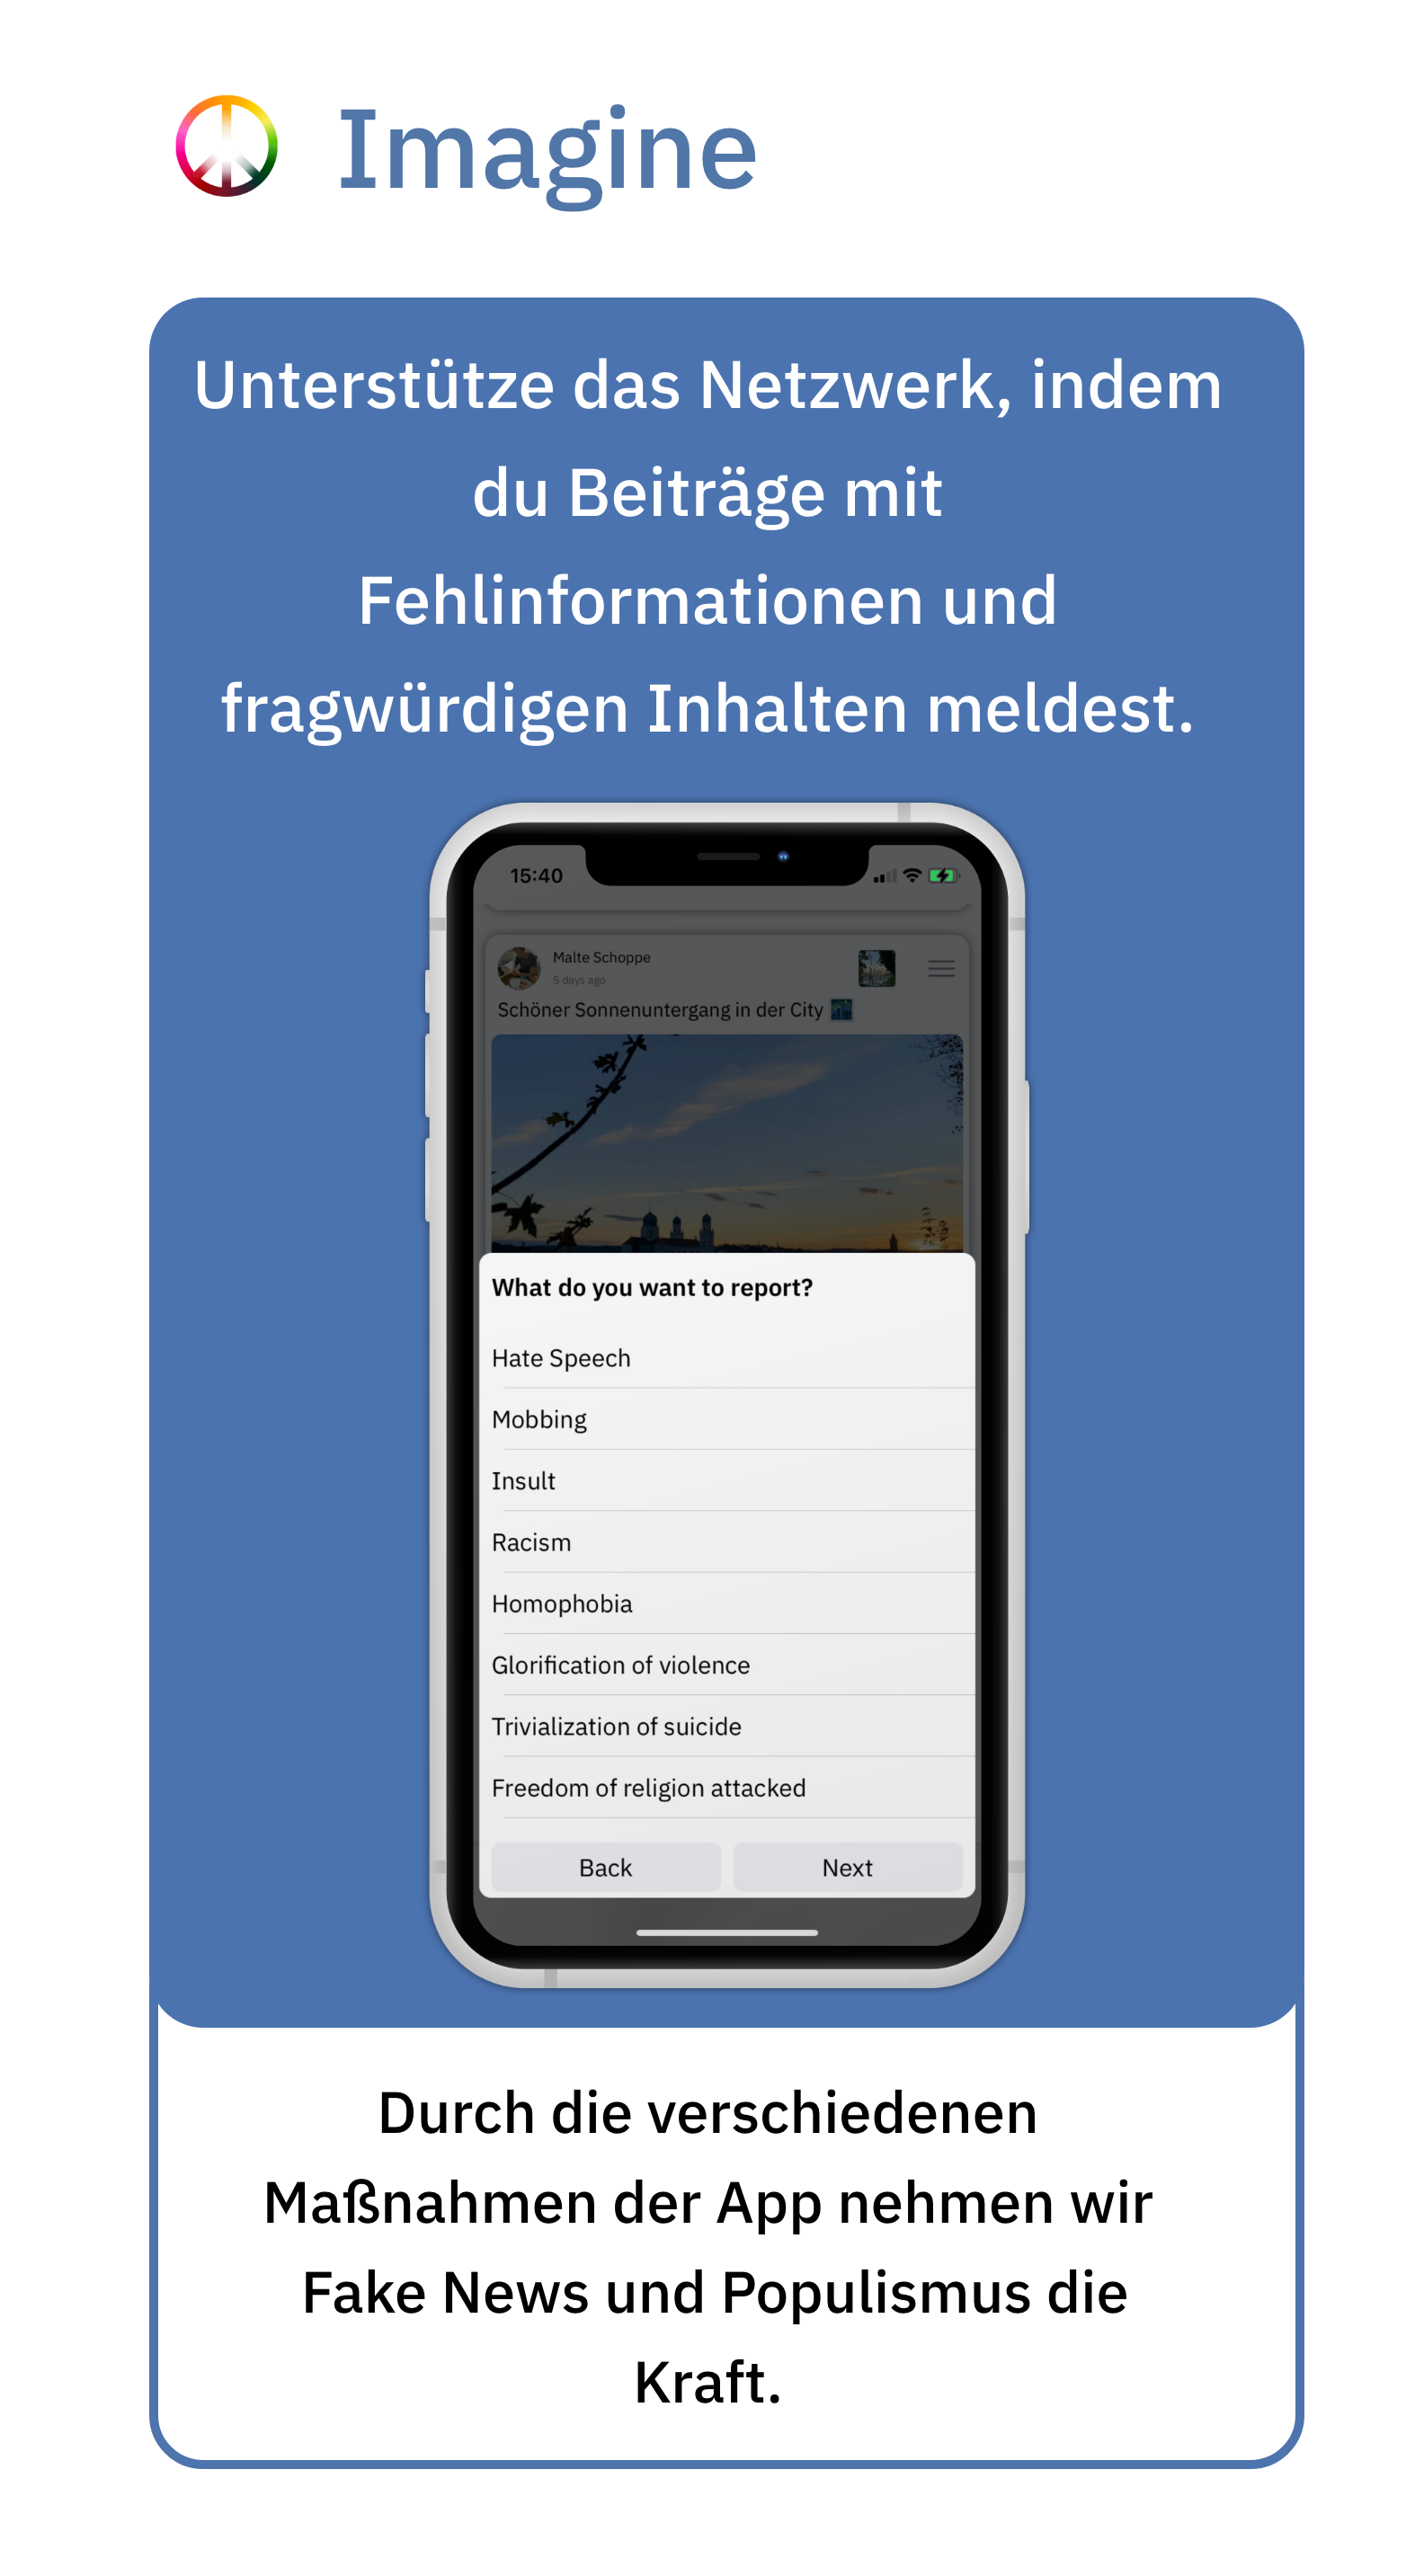 Imagine
Unterstütze das Netzwerk, indem
du Beiträge mit
Fehlinformationen und
fragwürdigen Inhalten meldest.
15:40
Malte Schoppe
5 days ago
Schöner Sonnenuntergang in der City 🌃
What do you want to report?
Hate Speech
Mobbing
Insult
Racism
Homophobia
Glorification of violence
Trivialization of suicide
Freedom of religion attacked
Back Next
Durch die verschiedenen
Maßnahmen der App nehmen wir
Fake News und Populismus die
Kraft.